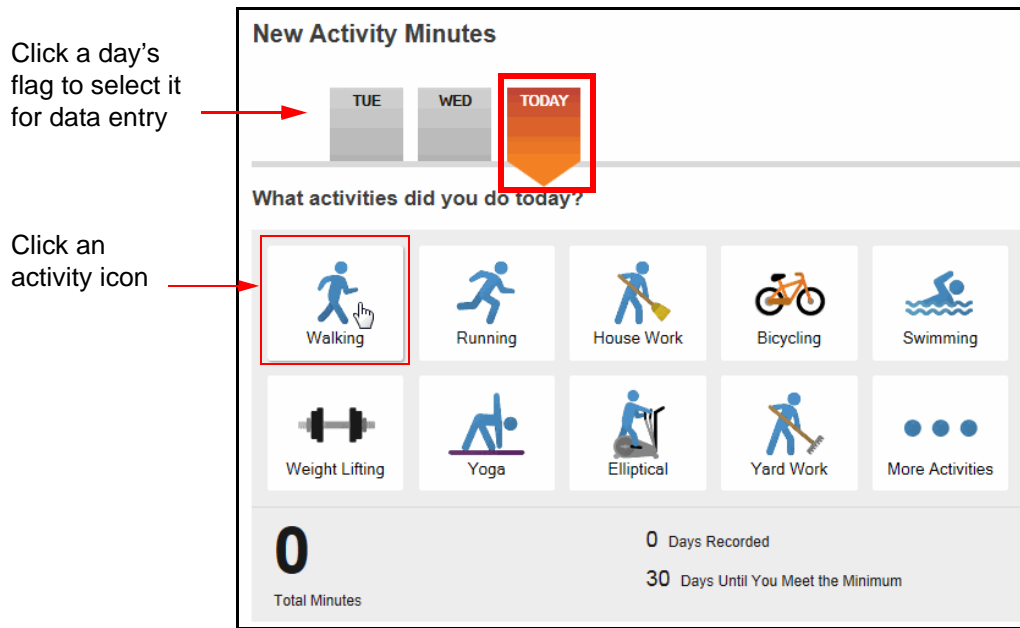 New Activity Minutes
Click a day's
flag to select it
for data entry
TUE WED TODAY
What activities did you do today?
Click an
activity icon
Walking Running House Work Bicycling Swimming
Weight Lifting Yoga Elliptical Yard Work More Activities
0
Total Minutes
0 Days Recorded
30 Days Until You Meet the Minimum